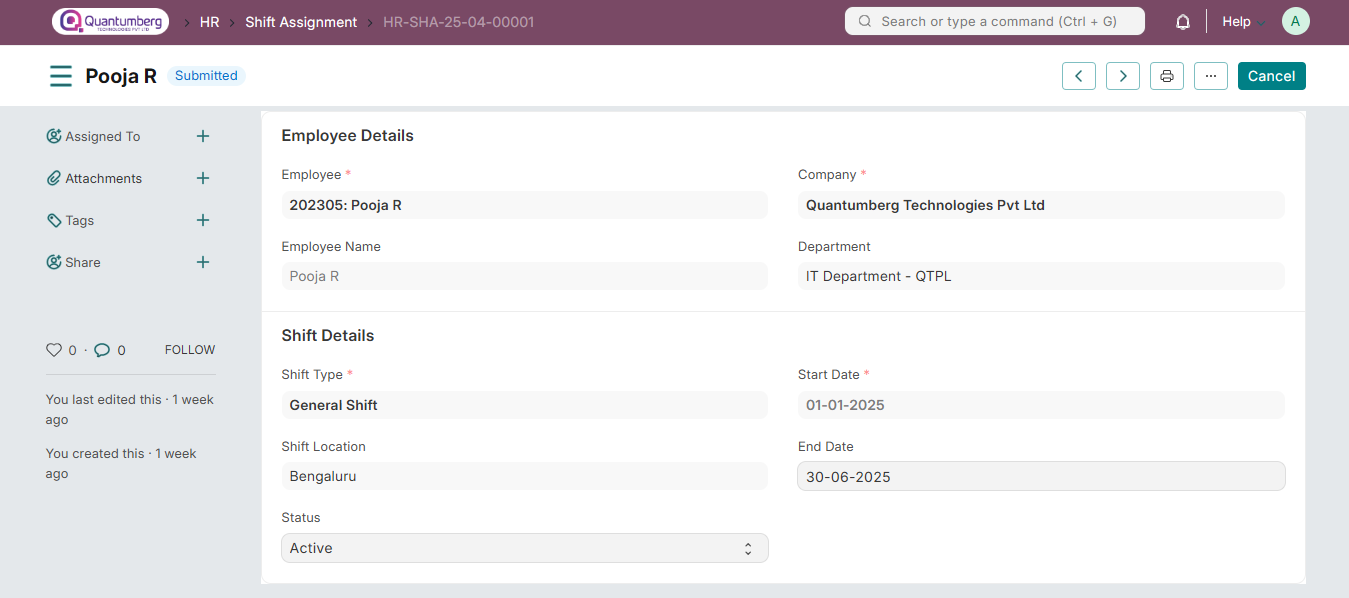 Quantumberg
TECHNOLOGIES PVT LTD
HR
Shift Assignment
HR-SHA-25-04-00001
Search or type a command (Ctrl + G)
Help
A
Pooja R
Submitted
Cancel
Assigned To
Attachments
Tags
Share
0 · 0
FOLLOW
You last edited this · 1 week
ago
You created this · 1 week
ago
Employee Details
Employee *
202305: Pooja R
Company *
Quantumberg Technologies Pvt Ltd
Employee Name
Pooja R
Department
IT Department - QTPL
Shift Details
Shift Type *
General Shift
Start Date *
01-01-2025
Shift Location
Bengaluru
End Date
30-06-2025
Status
Active